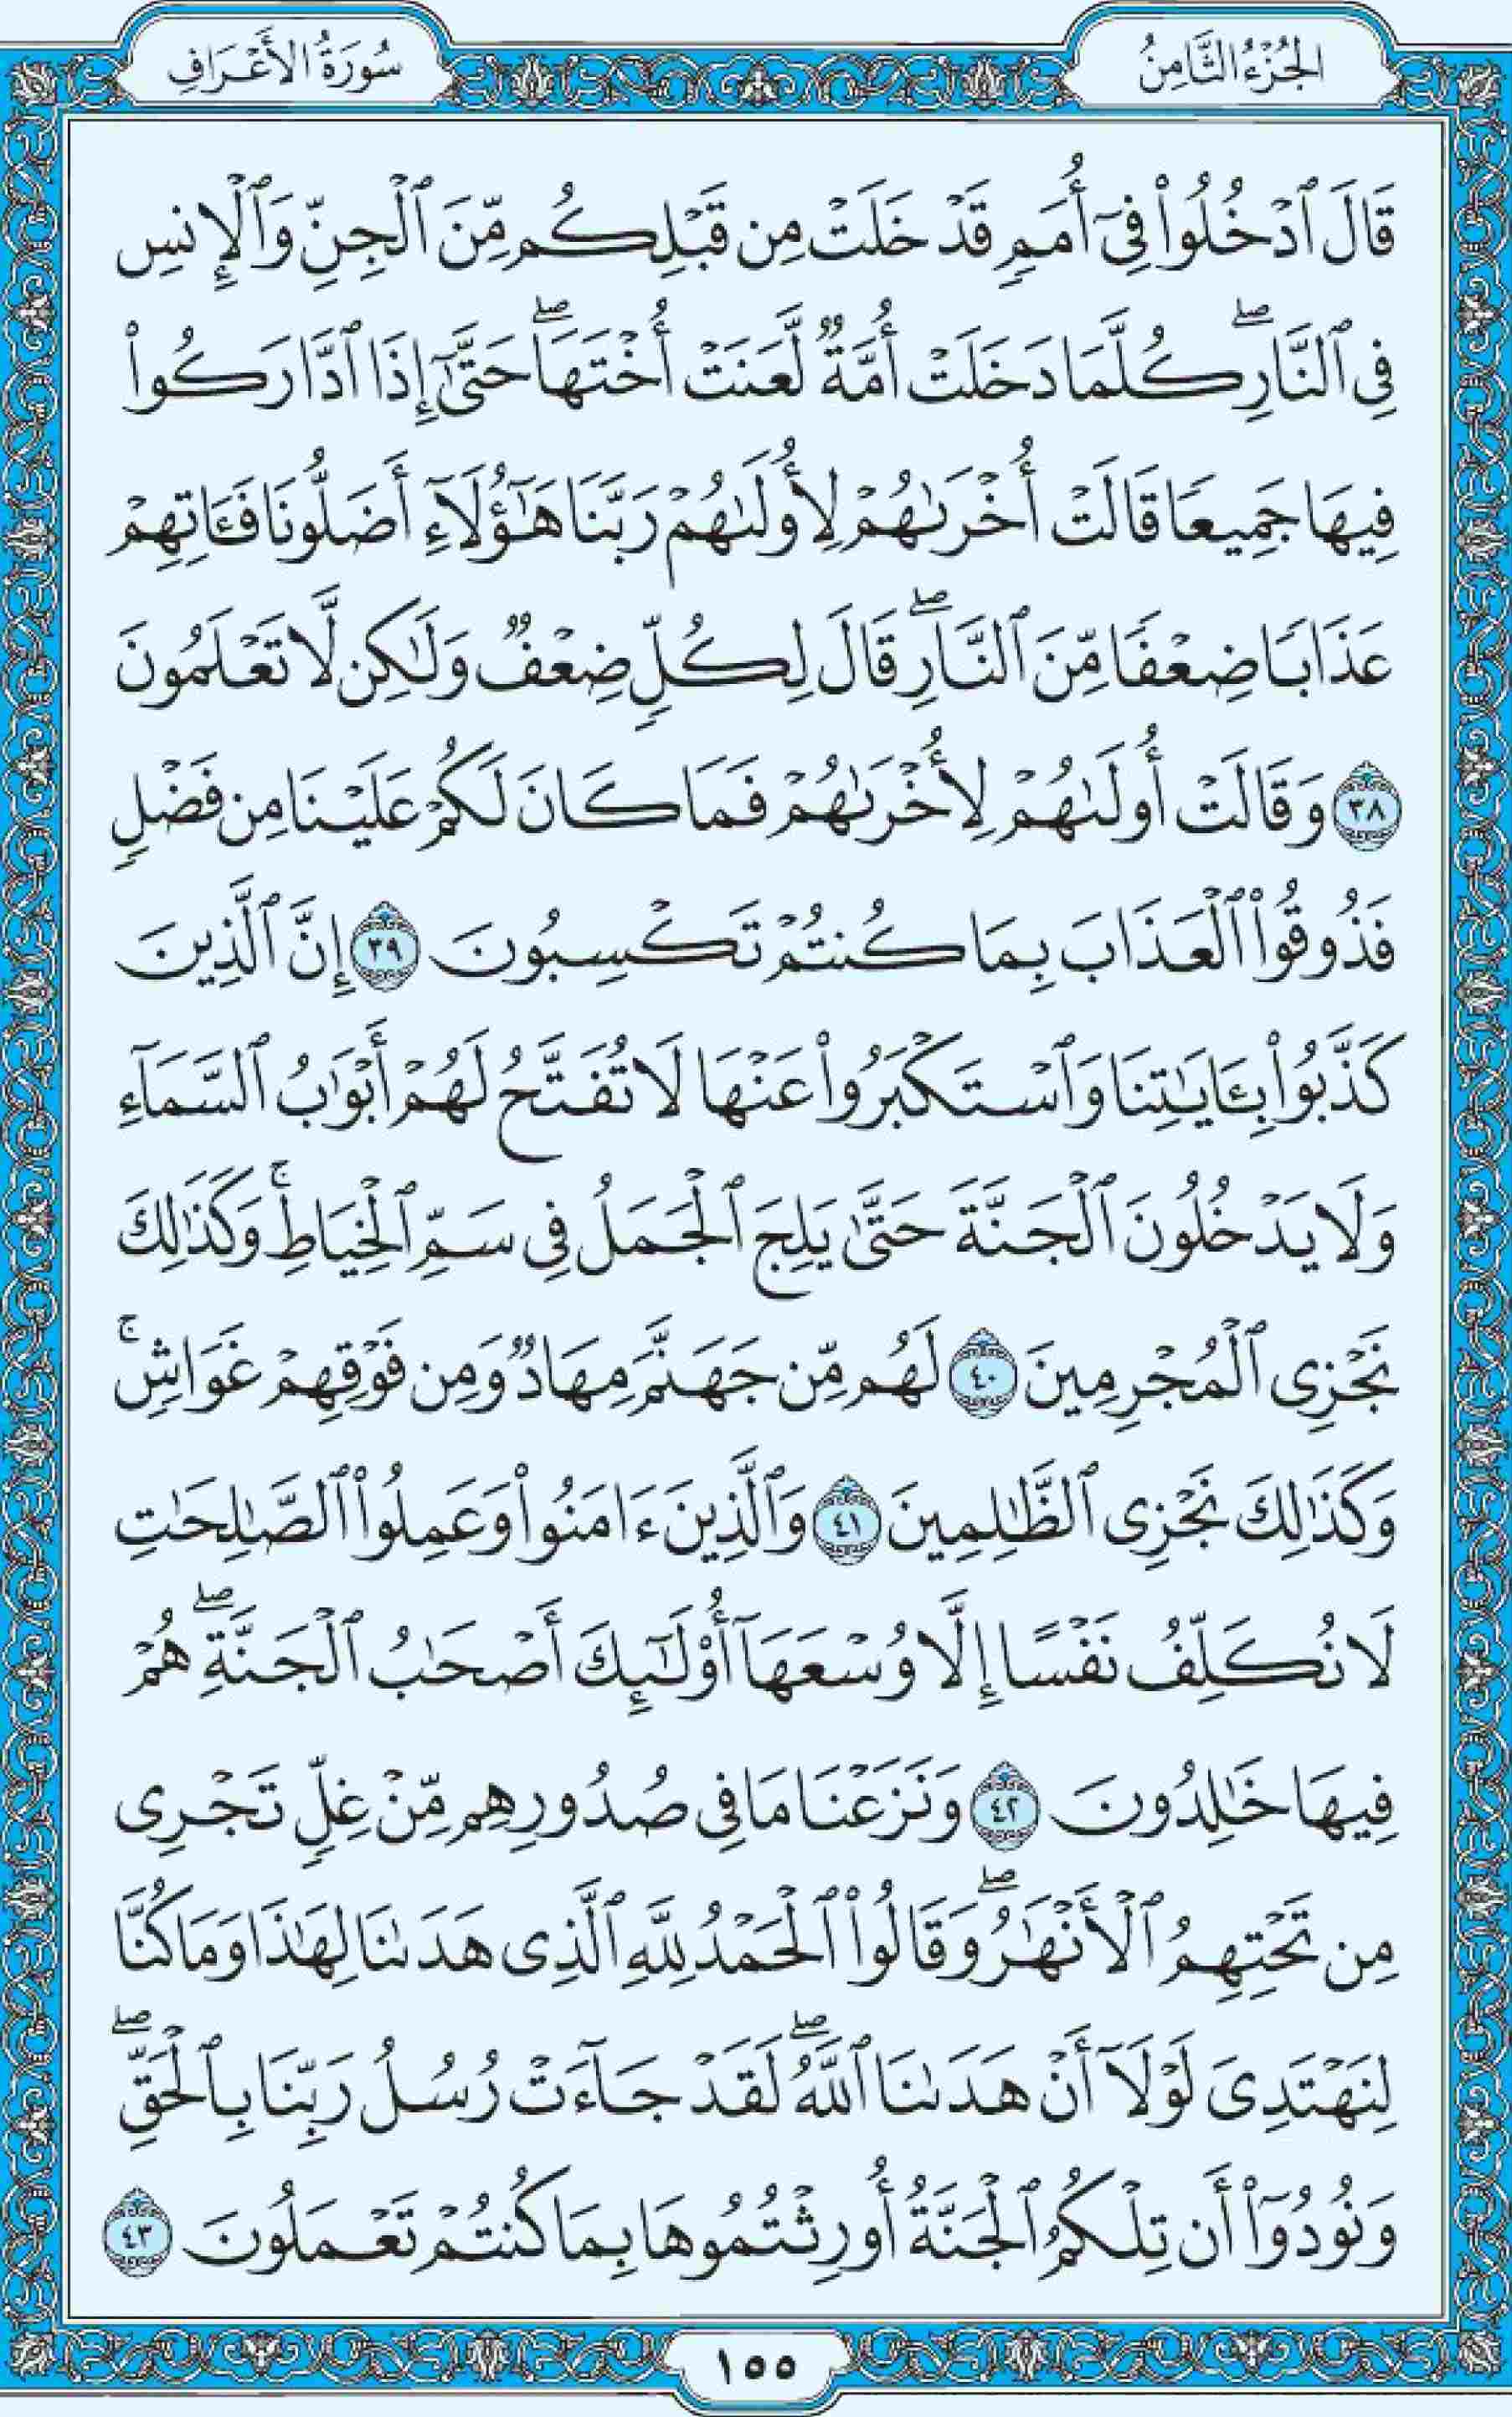 الجُزْءُ الثَّامِنُ
سُورَةُ الأَعْرَافِ
قَالَ ٱدْخُلُوا۟ فِىٓ أُمَمٍ قَدْ خَلَتْ مِن قَبْلِكُم مِّنَ ٱلْجِنِّ وَٱلْإِنسِ
فِى ٱلنَّارِ ۖ كُلَّمَا دَخَلَتْ أُمَّةٌ لَّعَنَتْ أُخْتَهَا ۖ حَتَّىٰٓ إِذَا ٱدَّارَكُوا۟
فِيهَا جَمِيعًا قَالَتْ أُخْرَىٰهُمْ لِأُولَىٰهُمْ رَبَّنَا هَـٰٓؤُلَآءِ أَضَلُّونَا فَـَٔاتِهِمْ
عَذَابًا ضِعْفًا مِّنَ ٱلنَّارِ ۖ قَالَ لِكُلٍّ ضِعْفٌ وَلَـٰكِن لَّا تَعْلَمُونَ
٣٨ وَقَالَتْ أُولَىٰهُمْ لِأُخْرَىٰهُمْ فَمَا كَانَ لَكُمْ عَلَيْنَا مِن فَضْلٍ
فَذُوقُوا۟ ٱلْعَذَابَ بِمَا كُنتُمْ تَكْسِبُونَ ٣٩ إِنَّ ٱلَّذِينَ
كَذَّبُوا۟ بِـَٔايَـٰتِنَا وَٱسْتَكْبَرُوا۟ عَنْهَا لَا تُفَتَّحُ لَهُمْ أَبْوَٰبُ ٱلسَّمَآءِ
وَلَا يَدْخُلُونَ ٱلْجَنَّةَ حَتَّىٰ يَلِجَ ٱلْجَمَلُ فِى سَمِّ ٱلْخِيَاطِ ۚ وَكَذَٰلِكَ
نَجْزِى ٱلْمُجْرِمِينَ ٤٠ لَهُم مِّن جَهَنَّمَ مِهَادٌ وَمِن فَوْقِهِمْ غَوَاشٍ ۚ
وَكَذَٰلِكَ نَجْزِى ٱلظَّـٰلِمِينَ ٤١ وَٱلَّذِينَ ءَامَنُوا۟ وَعَمِلُوا۟ ٱلصَّـٰلِحَـٰتِ
لَا نُكَلِّفُ نَفْسًا إِلَّا وُسْعَهَآ أُو۟لَـٰٓئِكَ أَصْحَـٰبُ ٱلْجَنَّةِ ۖ هُمْ
فِيهَا خَـٰلِدُونَ ٤٢ وَنَزَعْنَا مَا فِى صُدُورِهِم مِّنْ غِلٍّ تَجْرِى
مِن تَحْتِهِمُ ٱلْأَنْهَـٰرُ ۖ وَقَالُوا۟ ٱلْحَمْدُ لِلَّهِ ٱلَّذِى هَدَىٰنَا لِهَـٰذَا وَمَا كُنَّا
لِنَهْتَدِىَ لَوْلَآ أَنْ هَدَىٰنَا ٱللَّهُ ۖ لَقَدْ جَآءَتْ رُسُلُ رَبِّنَا بِٱلْحَقِّ ۖ
وَنُودُوٓا۟ أَن تِلْكُمُ ٱلْجَنَّةُ أُورِثْتُمُوهَا بِمَا كُنتُمْ تَعْمَلُونَ ٤٣
١٥٥